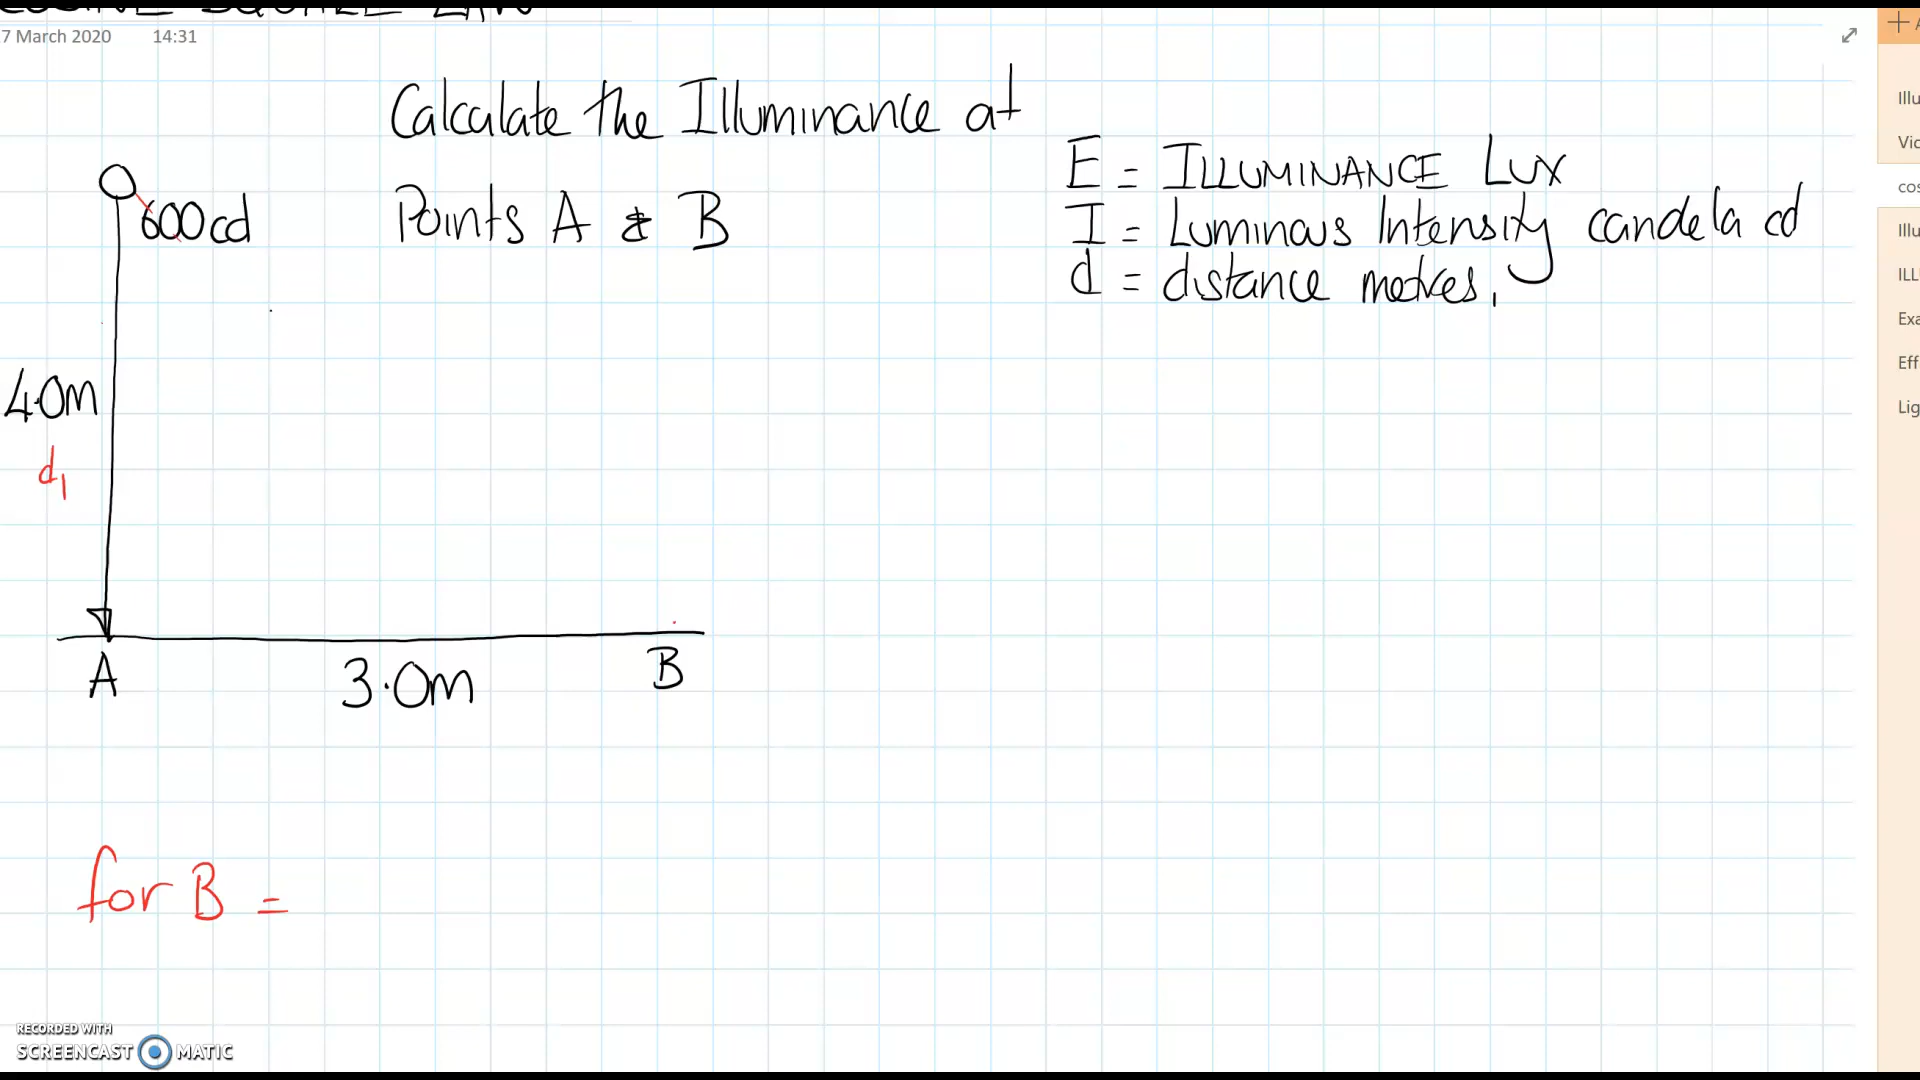 7 March 2020 14:31
Calculate the Illuminance at
Points A & B
600cd
E = ILLUMINANCE Lux
I = Luminous Intensity candela cd
d = distance metres.
4.0m
d1
A
3.0m
B
for B =
RECORDED WITH
SCREENCAST MATIC
Illu
cos
Illu
ILL
Exa
Eff
Lig